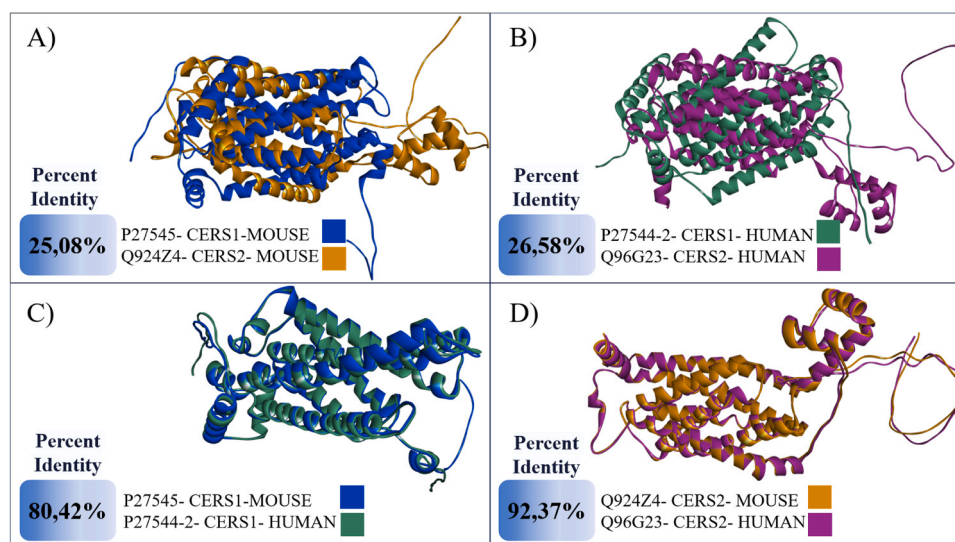 A)
Percent
Identity
25,08%
P27545- CERS1-MOUSE
Q924Z4- CERS2- MOUSE
B)
Percent
Identity
26,58%
P27544-2- CERS1- HUMAN
Q96G23- CERS2- HUMAN
C)
Percent
Identity
80,42%
P27545- CERS1-MOUSE
P27544-2- CERS1- HUMAN
D)
Percent
Identity
92,37%
Q924Z4- CERS2- MOUSE
Q96G23- CERS2- HUMAN